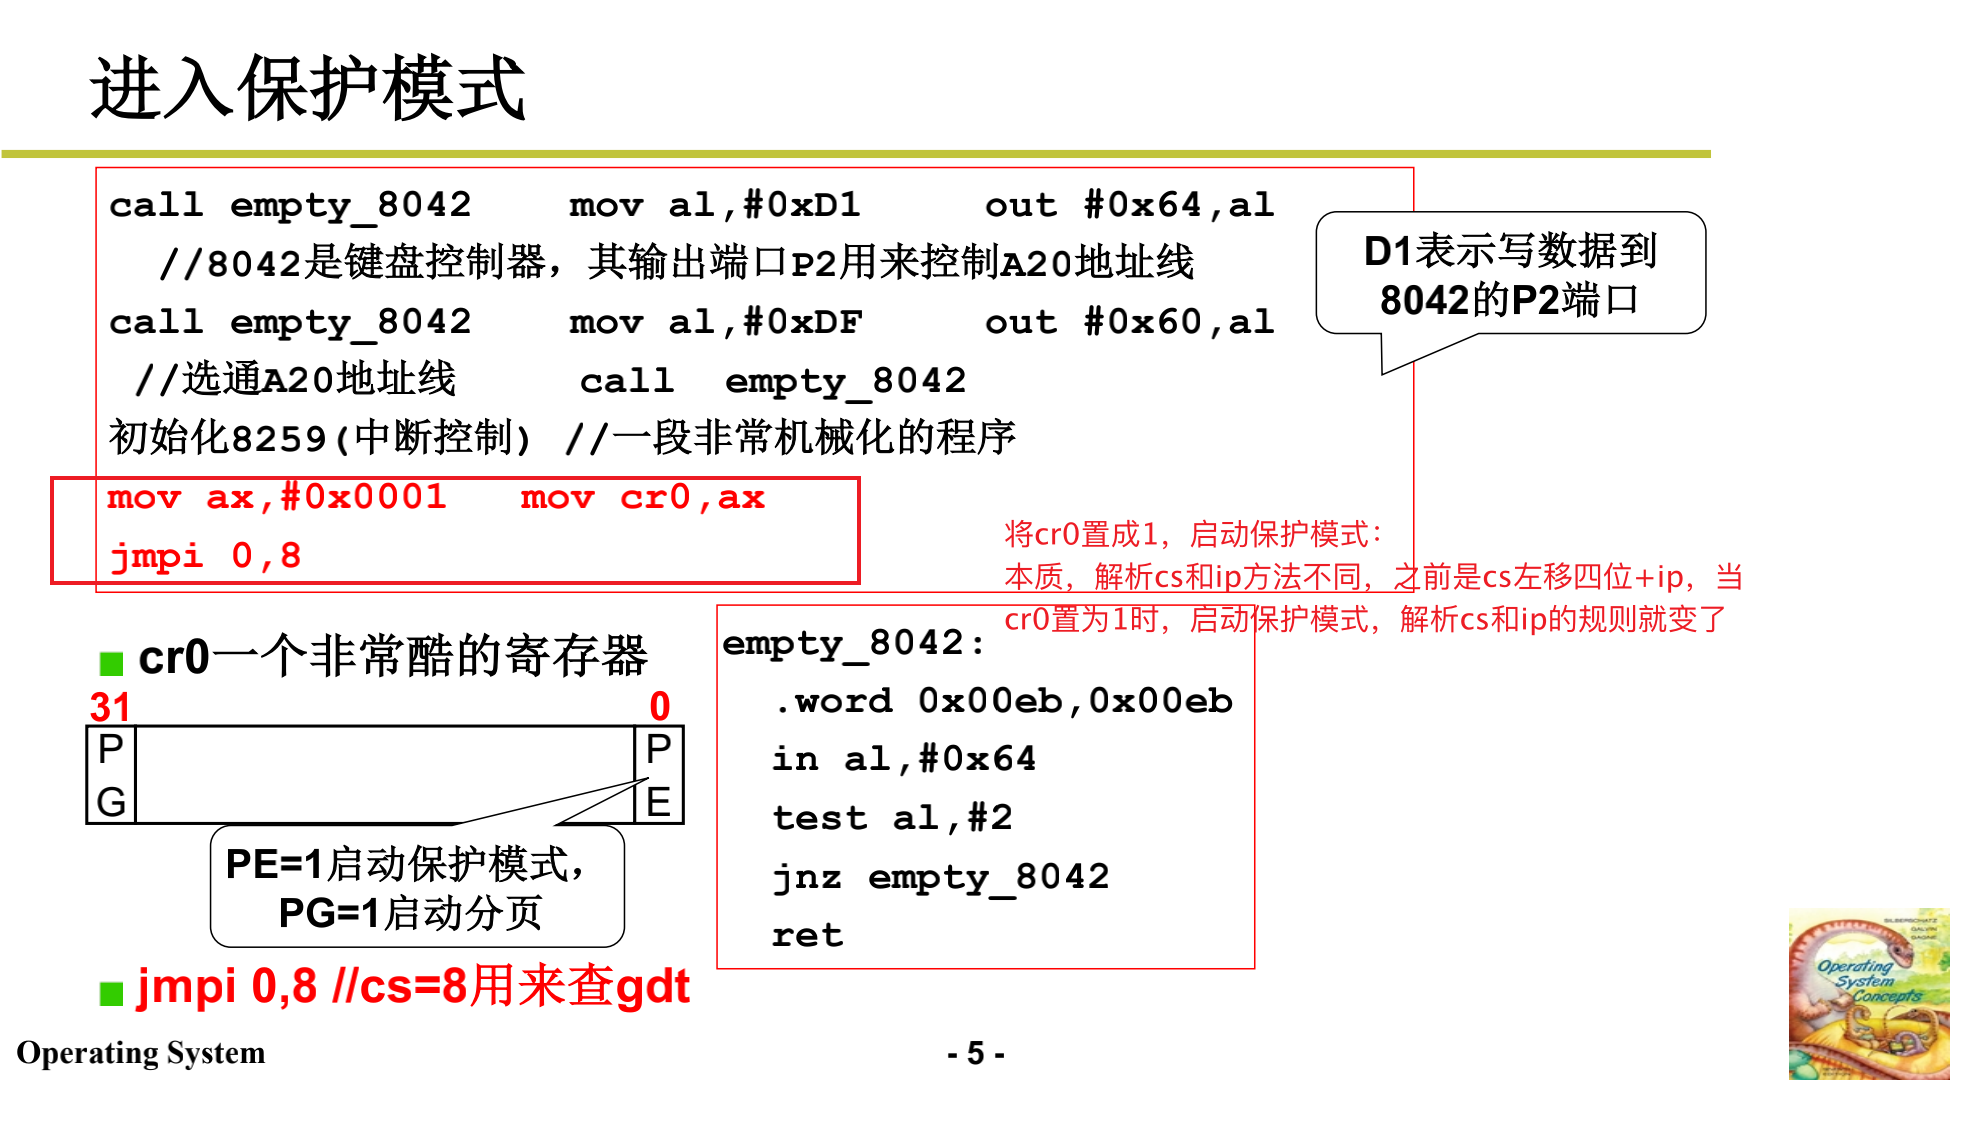 进入保护模式
call empty_8042    mov al,#0xD1    out #0x64,al
//8042是键盘控制器，其输出端口P2用来控制A20地址线
call empty_8042    mov al,#0xDF    out #0x60,al
//选通A20地址线    call  empty_8042
初始化8259(中断控制) //一段非常机械化的程序
mov ax,#0x0001   mov cr0,ax
jmpi 0,8
D1表示写数据到
8042的P2端口
将cr0置成1，启动保护模式：
本质，解析cs和ip方法不同，之前是cs左移四位+ip，当
cr0置为1时，启动保护模式，解析cs和ip的规则就变了
cr0一个非常酷的寄存器
31 0
P P
G E
PE=1启动保护模式，
PG=1启动分页
empty_8042:
.word 0x00eb,0x00eb
in al,#0x64
test al,#2
jnz empty_8042
ret
jmpi 0,8 //cs=8用来查gdt
Operating System
- 5 -
SILBERSCHATZ
GALVIN
GAGNE
Operating
System
Concepts